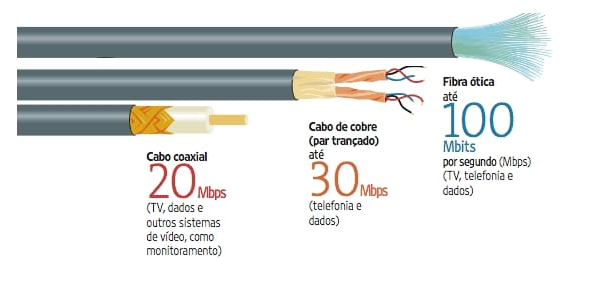 Cabo coaxial
20 Mbps
(TV, dados e
outros sistemas
de vídeo, como
monitoramento)
Cabo de cobre
(par trançado)
até
30 Mbps
(telefonia e
dados)
Fibra ótica
até
100
Mbits
por segundo (Mbps)
(TV, telefonia e
dados)